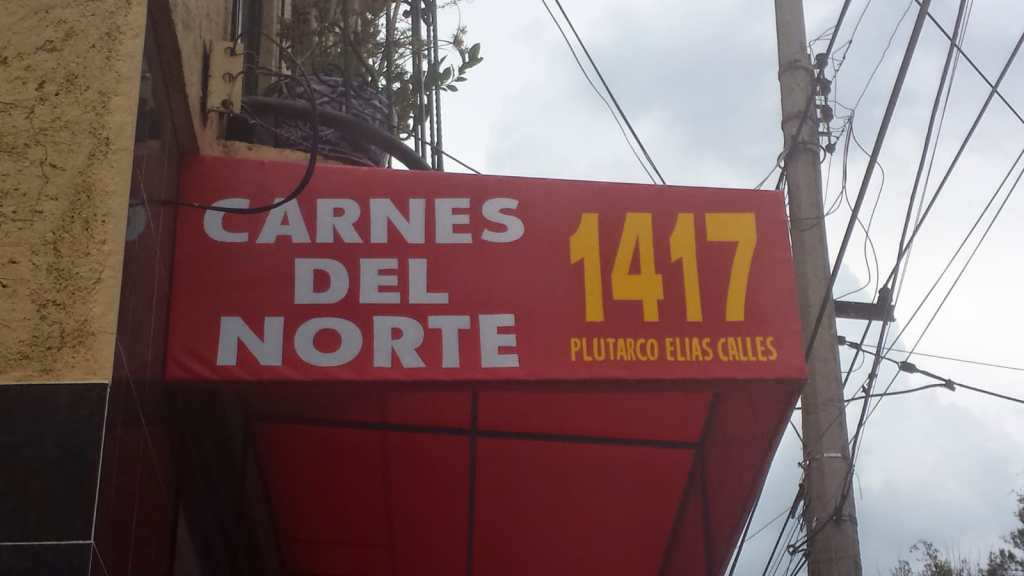 CARNES
DEL
NORTE
1417
PLUTARCO ELIAS CALLES